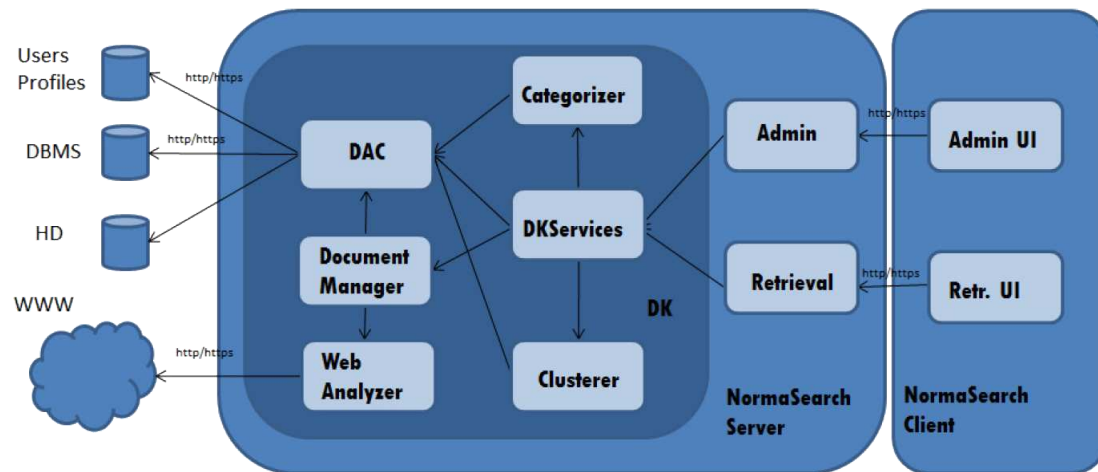 Users
Profiles
http/https
DBMS
http/https
HD
WWW
http/https
DAC
Document
Manager
Web
Analyzer
Categorizer
DKServices
Clusterer
DK
Admin
Retrieval
NormaSearch
Server
http/https
http/https
Admin UI
Retr. UI
NormaSearch
Client